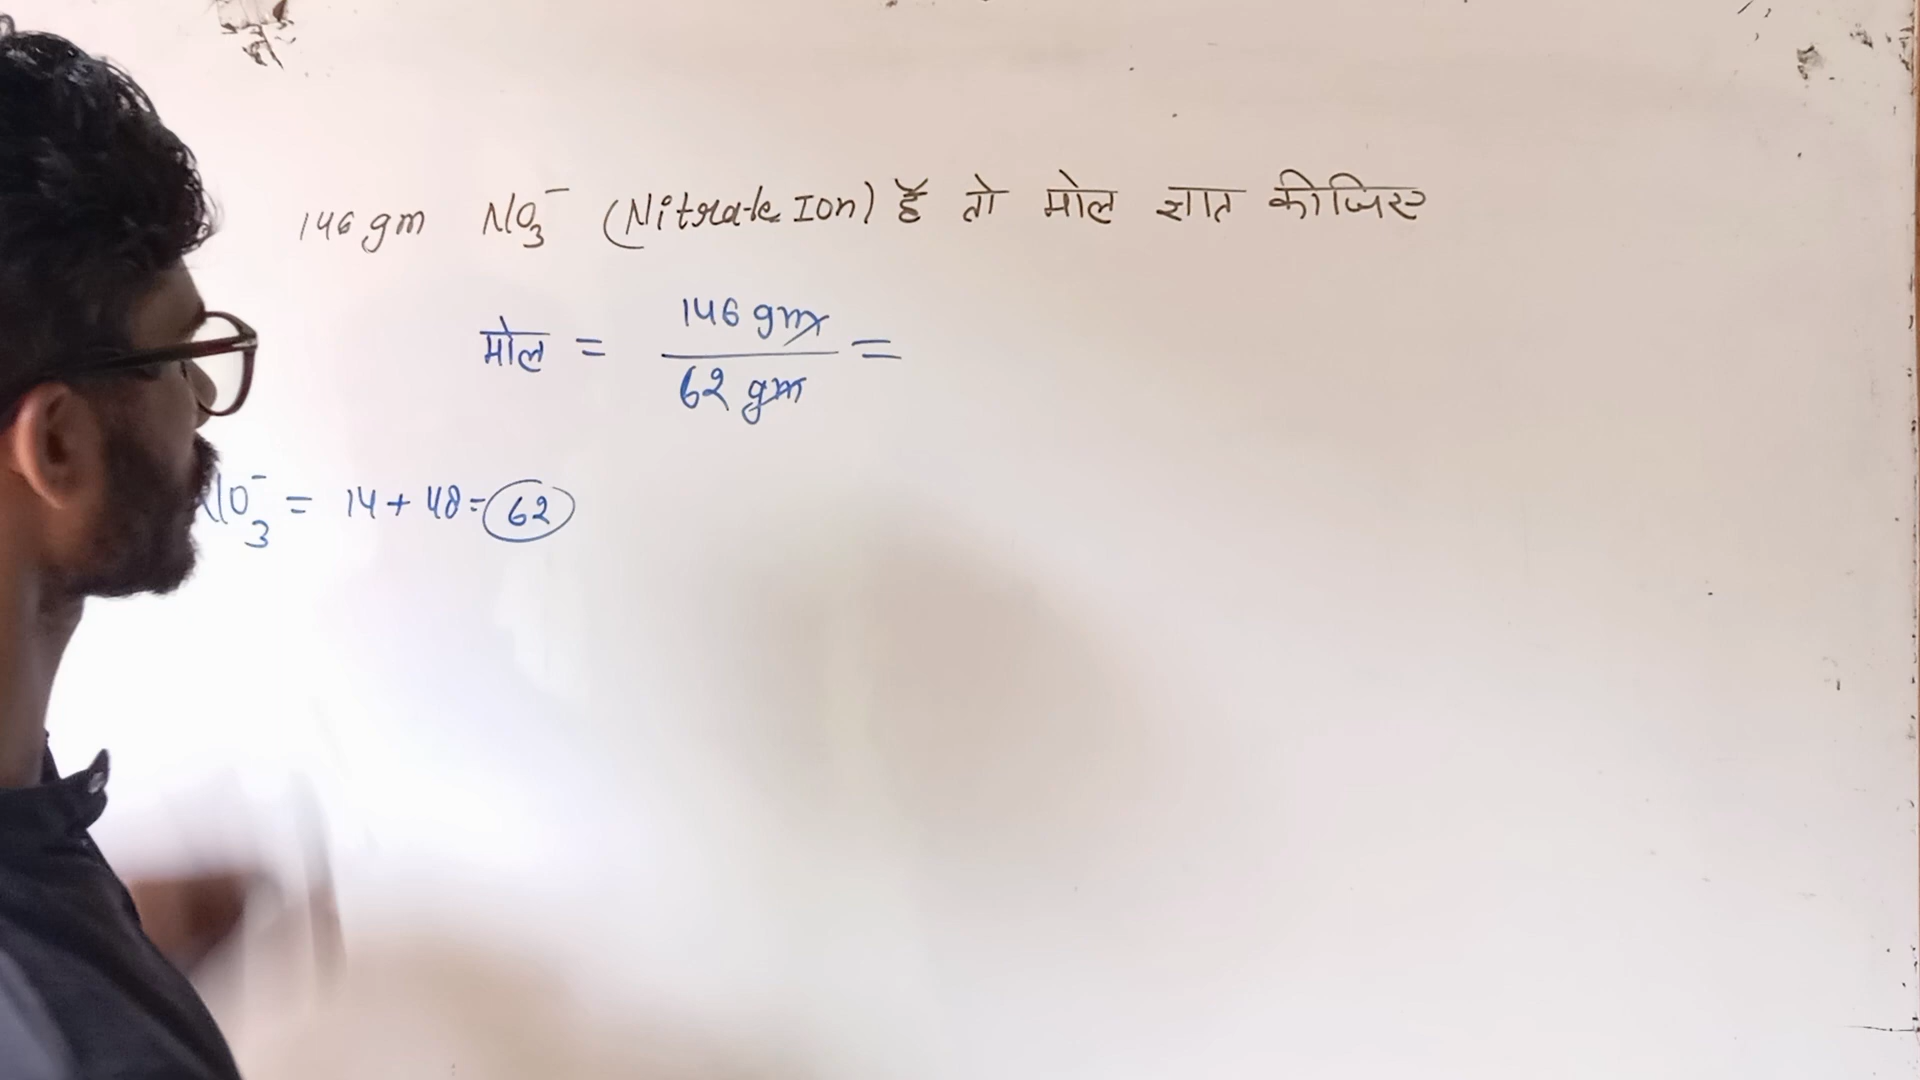 146 gm NO₃⁻ (Nitrate Ion) है तो मोल ज्ञात कीजिए
मोल = 146 gm / 62 gm =
NO₃⁻ = 14 + 48 = 62